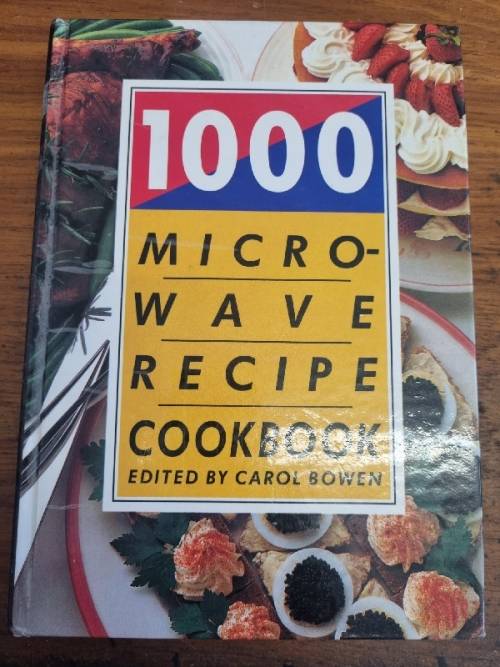 1000
MICRO-
WAVE
RECIPE
COOKBOOK
EDITED BY CAROL BOWEN